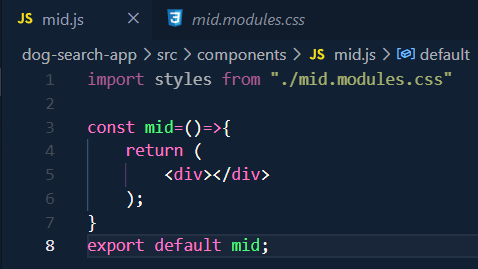 JS mid.js × mid.modules.css
dog-search-app > src > components > JS mid.js > default
1 import styles from "./mid.modules.css"
2
3 const mid=()=>{
4     return (
5         <div></div>
6     );
7 }
8 export default mid;